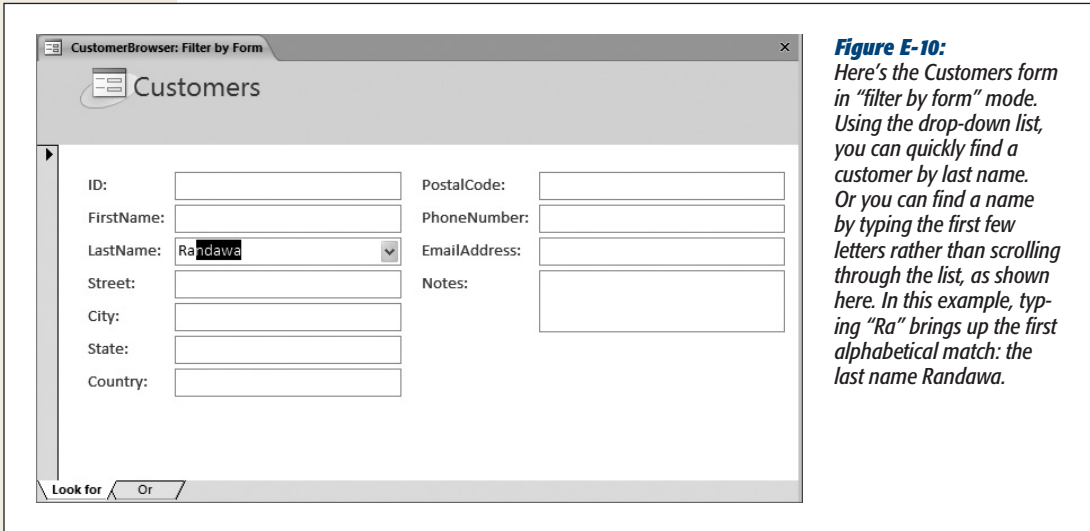 CustomerBrowser: Filter by Form
Customers
ID:
FirstName:
LastName: Randawa
Street:
City:
State:
Country:
PostalCode:
PhoneNumber:
EmailAddress:
Notes:
Look for
Or
Figure E-10:
Here's the Customers form
in “filter by form” mode.
Using the drop-down list,
you can quickly find a
customer by last name.
Or you can find a name
by typing the first few
letters rather than scrolling
through the list, as shown
here. In this example, typ-
ing “Ra” brings up the first
alphabetical match: the
last name Randawa.